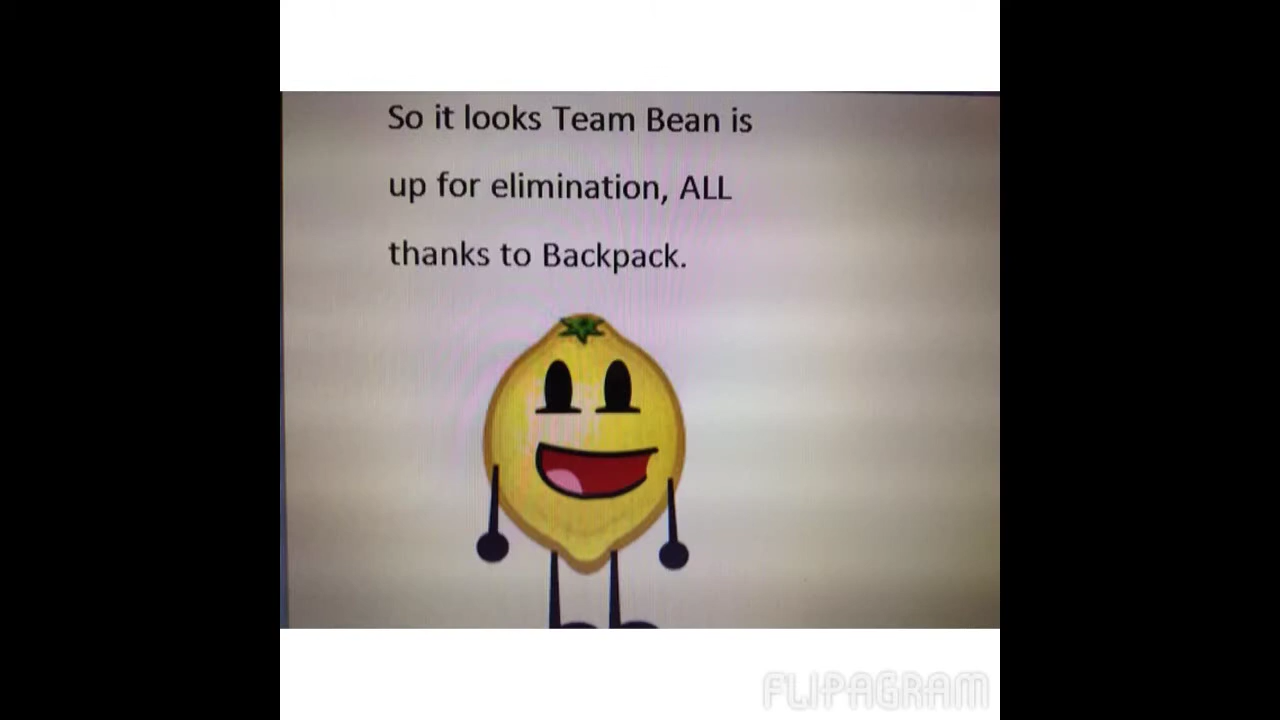 So it looks Team Bean is
up for elimination, ALL
thanks to Backpack.
FLIPAGRAM